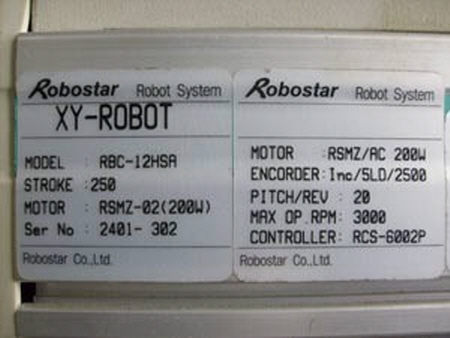 Robostar Robot System
XY-ROBOT
MODEL : RBC-12HSA
STROKE : 250
MOTOR : RSMZ-02(200W)
Ser No : 2401- 302
Robostar Co.,Ltd.
Robostar Robot System
MOTOR :RSMZ/AC 200W
ENCORDER: Inc/5LD/2500
PITCH/REV : 20
MAX OP.RPM: 3000
CONTROLLER: RCS-6002P
Robostar Co.,Ltd.